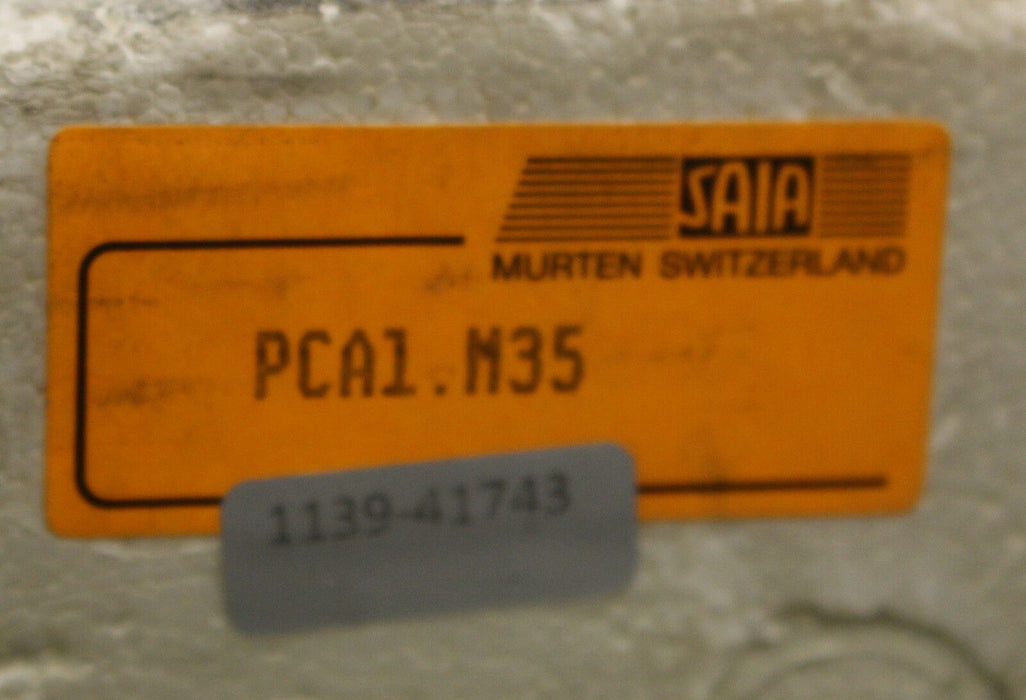 SAIA
MURTEN SWITZERLAND
PCA1.M35
1139-41743